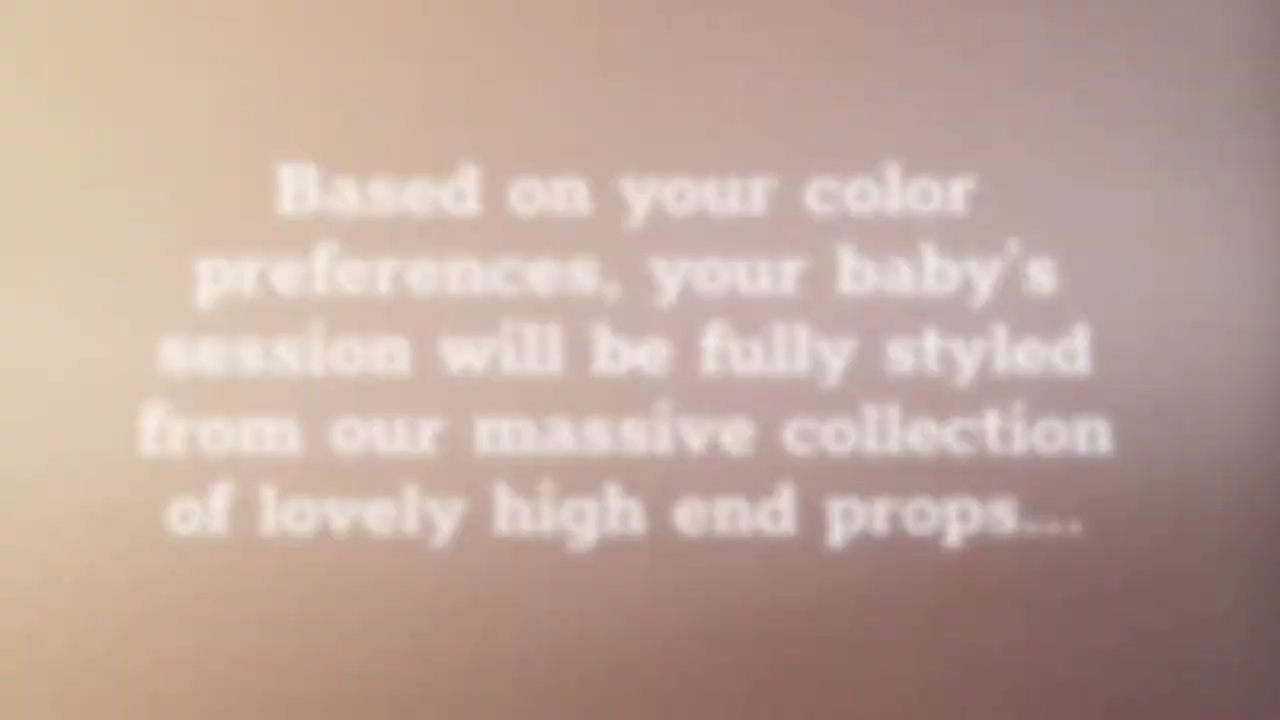 Based on your color
preferences, your baby's
session will be fully styled
from our massive collection
of lovely high end props...